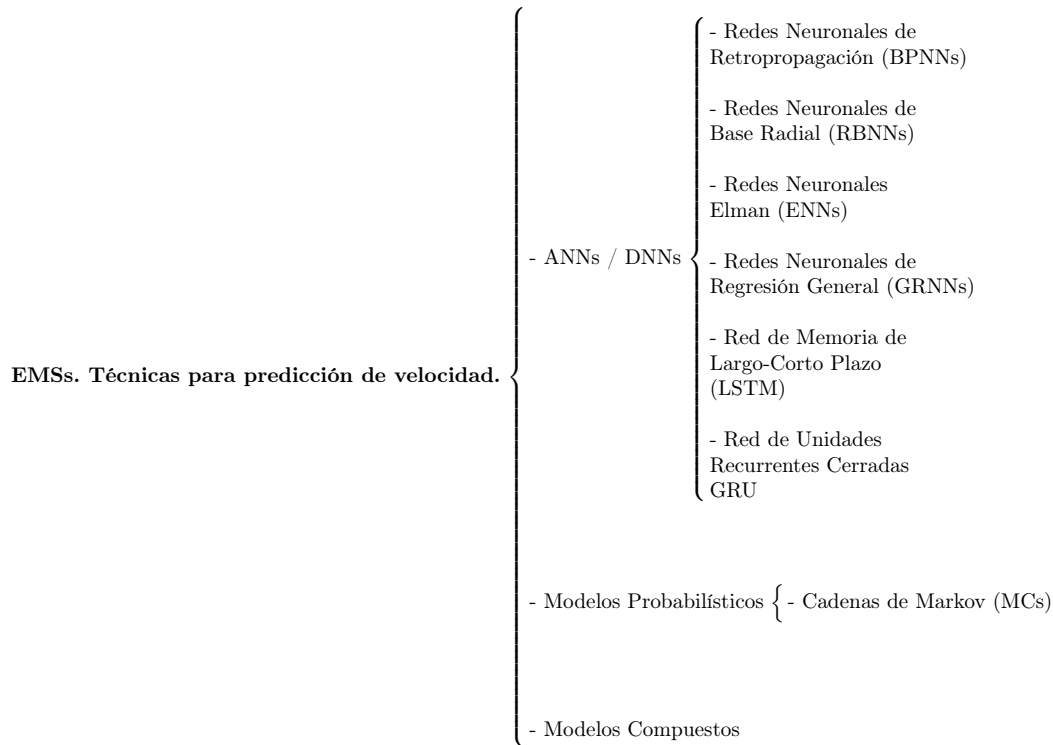 EMSs. Técnicas para predicción de velocidad.
- ANNs / DNNs
- Redes Neuronales de
Retropropagación (BPNNs)
- Redes Neuronales de
Base Radial (RBNNs)
- Redes Neuronales
Elman (ENNs)
- Redes Neuronales de
Regresión General (GRNNs)
- Red de Memoria de
Largo-Corto Plazo
(LSTM)
- Red de Unidades
Recurrentes Cerradas
GRU
- Modelos Probabilísticos
- Cadenas de Markov (MCs)
- Modelos Compuestos